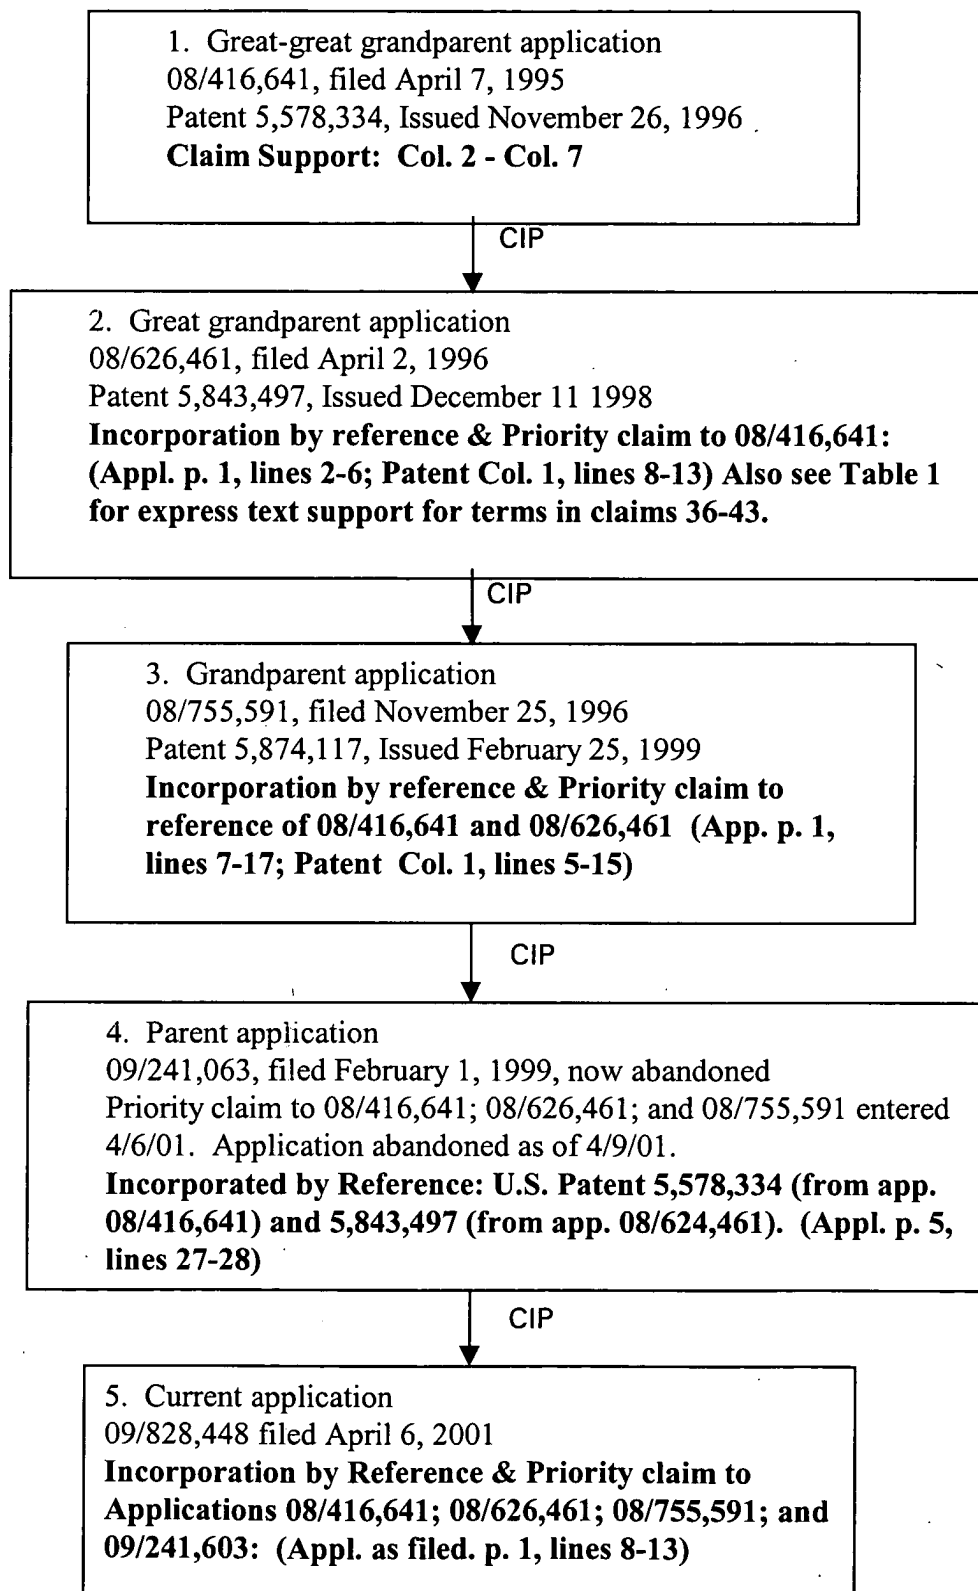 1. Great-great grandparent application
08/416,641, filed April 7, 1995
Patent 5,578,334, Issued November 26, 1996
Claim Support: Col. 2 - Col. 7
CIP
2. Great grandparent application
08/626,461, filed April 2, 1996
Patent 5,843,497, Issued December 11 1998
Incorporation by reference & Priority claim to 08/416,641:
(Appl. p. 1, lines 2-6; Patent Col. 1, lines 8-13) Also see Table 1
for express text support for terms in claims 36-43.
CIP
3. Grandparent application
08/755,591, filed November 25, 1996
Patent 5,874,117, Issued February 25, 1999
Incorporation by reference & Priority claim to
reference of 08/416,641 and 08/626,461 (App. p. 1,
lines 7-17; Patent Col. 1, lines 5-15)
CIP
4. Parent application
09/241,063, filed February 1, 1999, now abandoned
Priority claim to 08/416,641; 08/626,461; and 08/755,591 entered
4/6/01. Application abandoned as of 4/9/01.
Incorporated by Reference: U.S. Patent 5,578,334 (from app.
08/416,641) and 5,843,497 (from app. 08/624,461). (Appl. p. 5,
lines 27-28)
CIP
5. Current application
09/828,448 filed April 6, 2001
Incorporation by Reference & Priority claim to
Applications 08/416,641; 08/626,461; 08/755,591; and
09/241,603: (Appl. as filed. p. 1, lines 8-13)